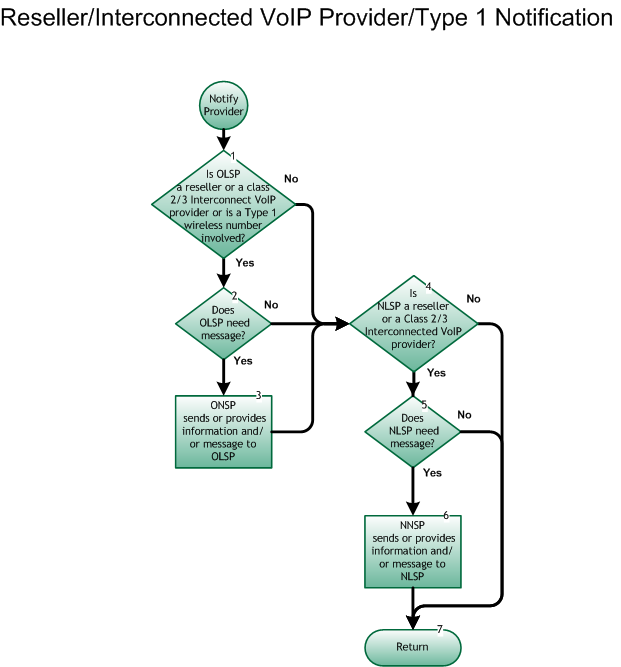 Reseller/Interconnected VoIP Provider/Type 1 Notification
Notify
Provider
1
Is OLSP
a reseller or a class
2/3 Interconnect VoIP
provider or is a Type 1
wireless number
involved?
No
Yes
2
Does
OLSP need
message?
No
Yes
3
ONSP
sends or provides
information and/
or message to
OLSP
4
Is
NLSP a reseller
or a Class 2/3
Interconnected VoIP
provider?
No
Yes
5
Does
NLSP need
message?
No
Yes
6
NNSP
sends or provides
information and/
or message to
NLSP
7
Return